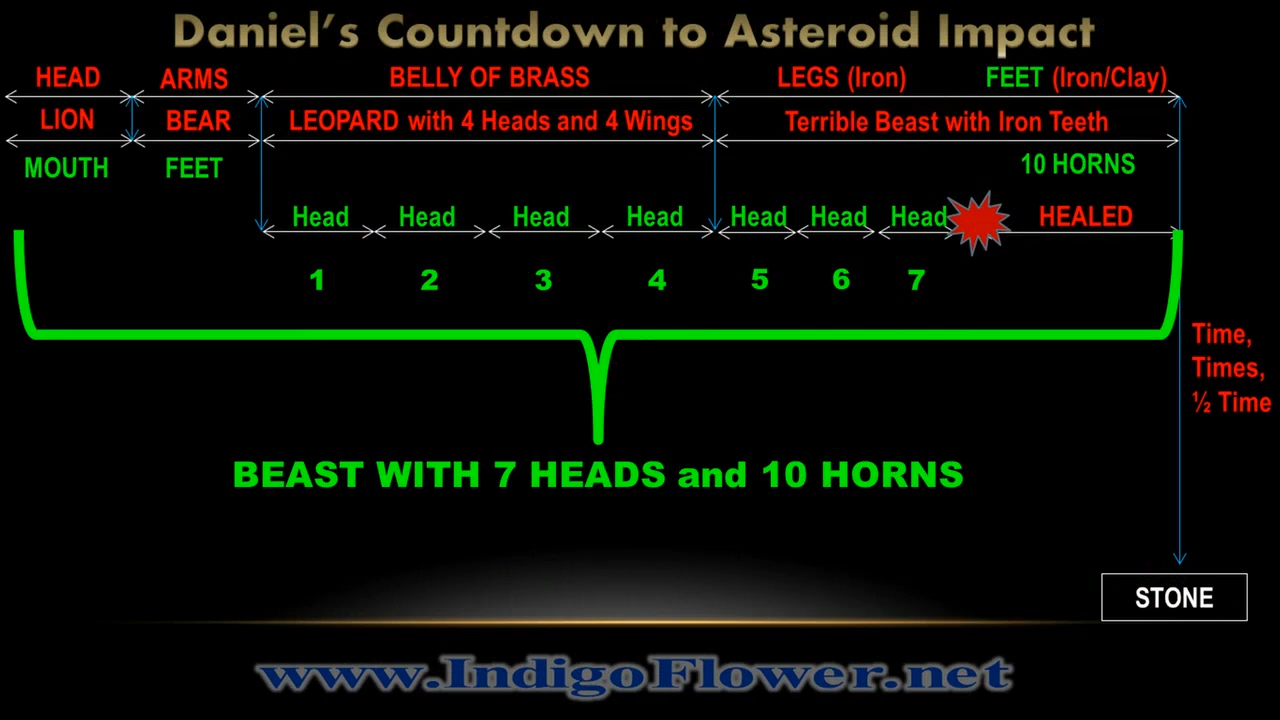 Daniel's Countdown to Asteroid Impact
HEAD ARMS BELLY OF BRASS LEGS (Iron) FEET (Iron/Clay)
LION BEAR LEOPARD with 4 Heads and 4 Wings Terrible Beast with Iron Teeth
MOUTH FEET 10 HORNS
Head Head Head Head Head Head Head HEALED
1 2 3 4 5 6 7
Time,
Times,
½ Time
BEAST WITH 7 HEADS and 10 HORNS
STONE
www.IndigoFlower.net